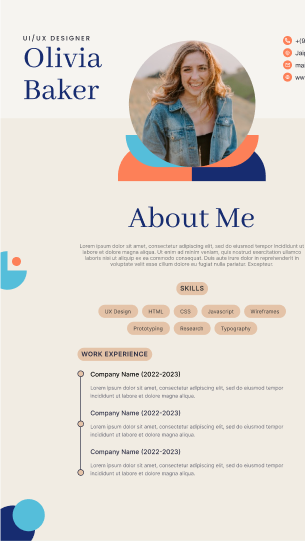 UI/UX DESIGNER
Olivia
Baker
+(9
Jaip
mai
ww
About Me
Lorem ipsum dolor sit amet, consectetur adipiscing elit, sed do eiusmod tempor incididunt ut
labore et dolore magna aliqua. Ut enim ad minim veniam, quis nostrud exercitation ullamco
laboris nisi ut aliquip ex ea commodo consequat. Duis aute irure dolor in reprehenderit in
voluptate velit esse cillum dolore eu fugiat nulla pariatur. Excepteur.
SKILLS
UX Design
HTML
CSS
Javascript
Wireframes
Prototyping
Research
Typography
WORK EXPERIENCE
Company Name (2022-2023)
Lorem ipsum dolor sit amet, consectetur adipiscing elit, sed do eiusmod tempor
incididunt ut labore et dolore magna aliqua.
Company Name (2022-2023)
Lorem ipsum dolor sit amet, consectetur adipiscing elit, sed do eiusmod tempor
incididunt ut labore et dolore magna aliqua.
Company Name (2022-2023)
Lorem ipsum dolor sit amet, consectetur adipiscing elit, sed do eiusmod tempor
incididunt ut labore et dolore magna aliqua.